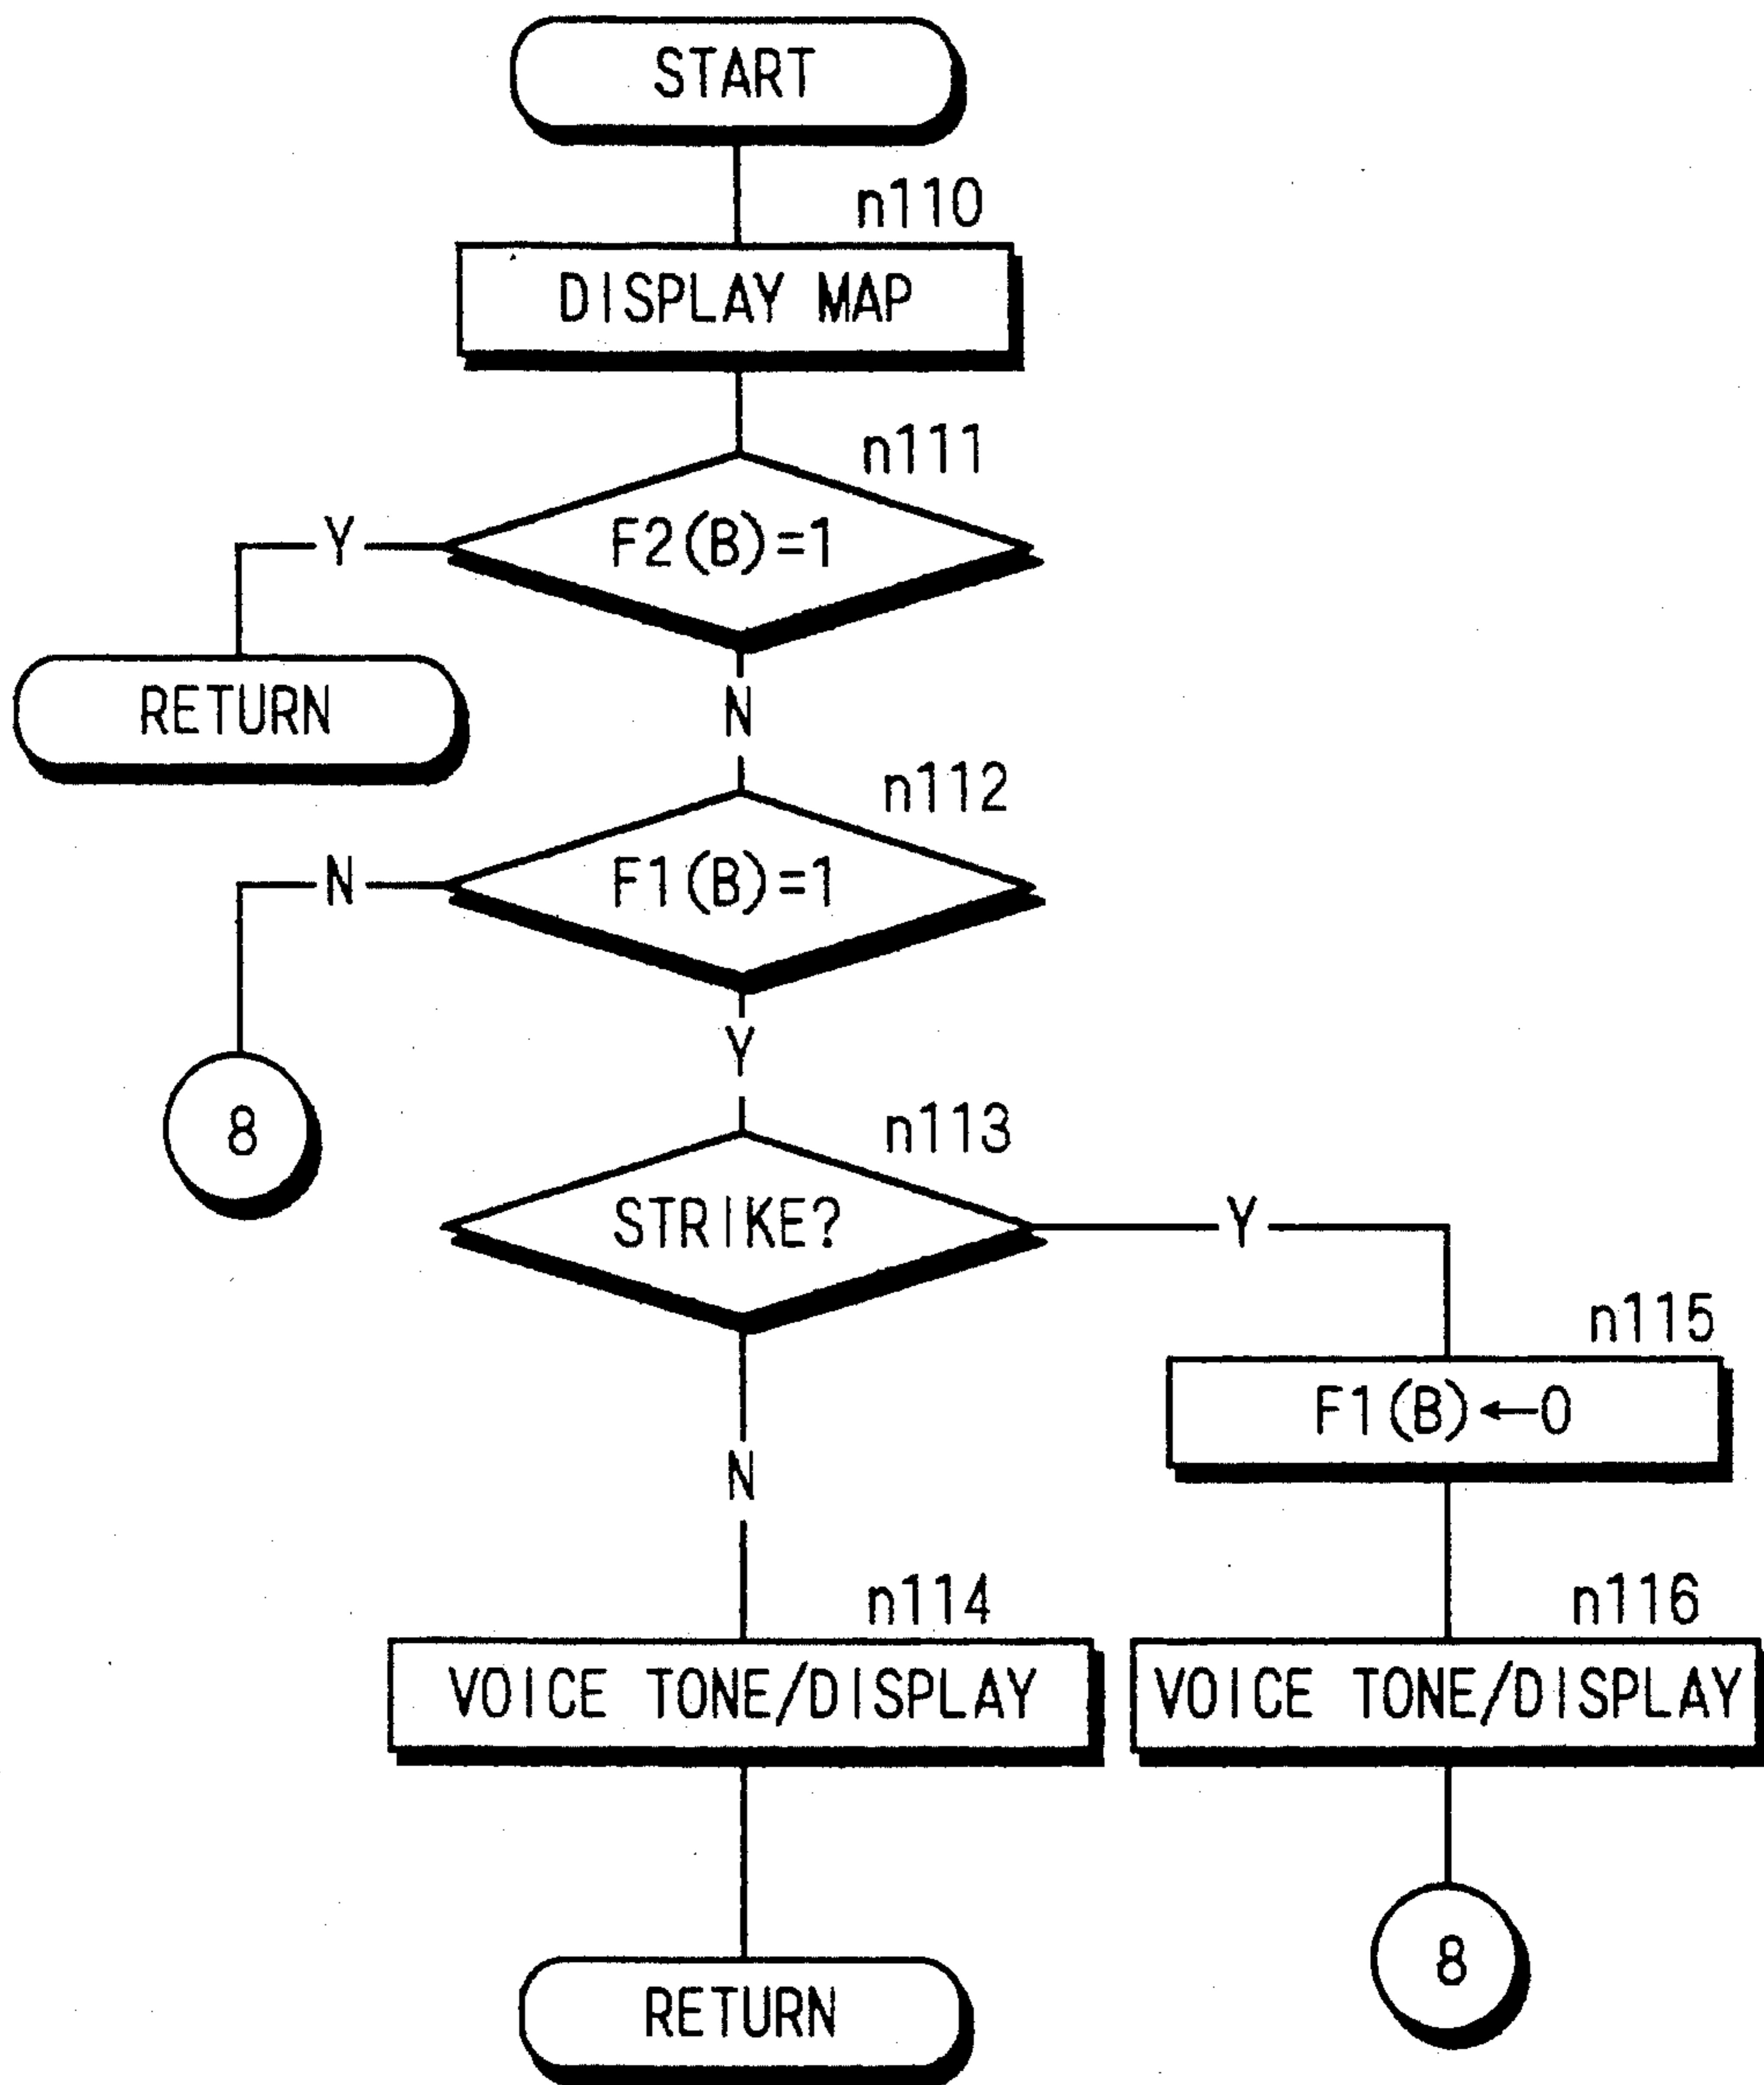 START
n110
DISPLAY MAP
n111
F2(B)=1
Y
RETURN
N
n112
F1(B)=1
N
8
Y
n113
STRIKE?
Y
n115
F1(B)←0
N
n114
VOICE TONE/DISPLAY
n116
VOICE TONE/DISPLAY
RETURN
8